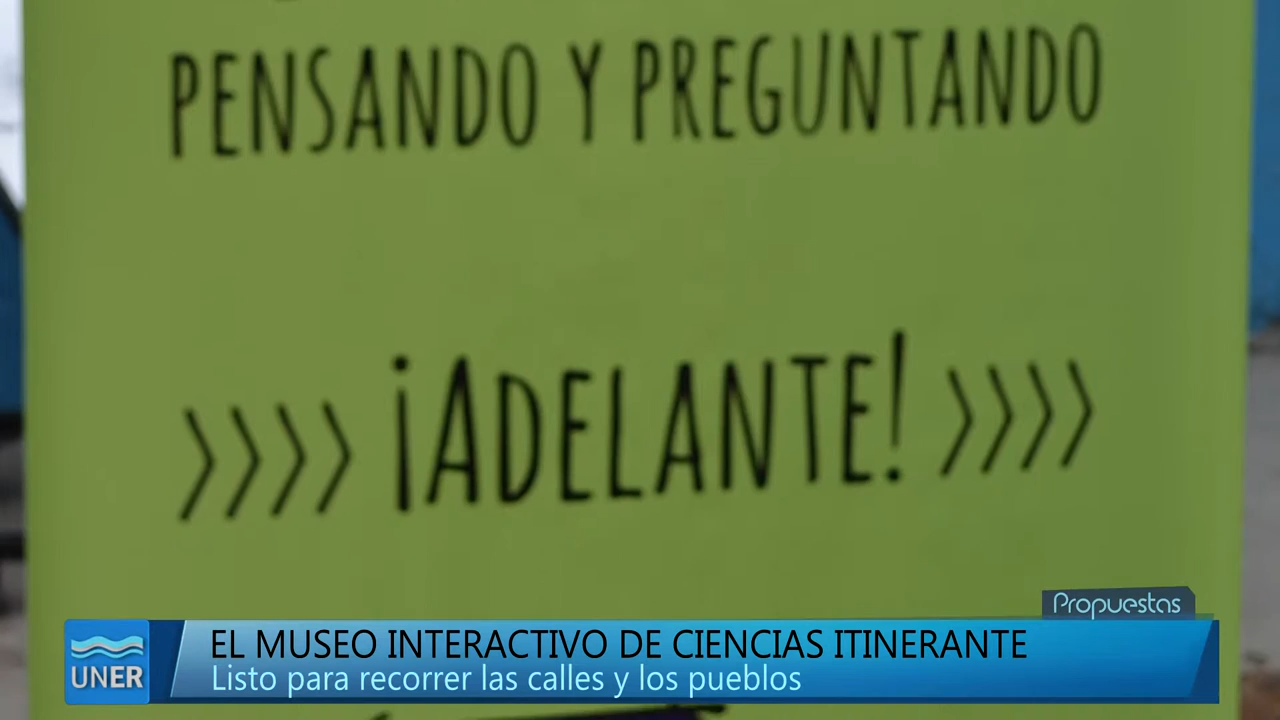 PENSANDO Y PREGUNTANDO
>>>> ¡ADELANTE! >>>>
Propuestas
EL MUSEO INTERACTIVO DE CIENCIAS ITINERANTE
Listo para recorrer las calles y los pueblos
UNER